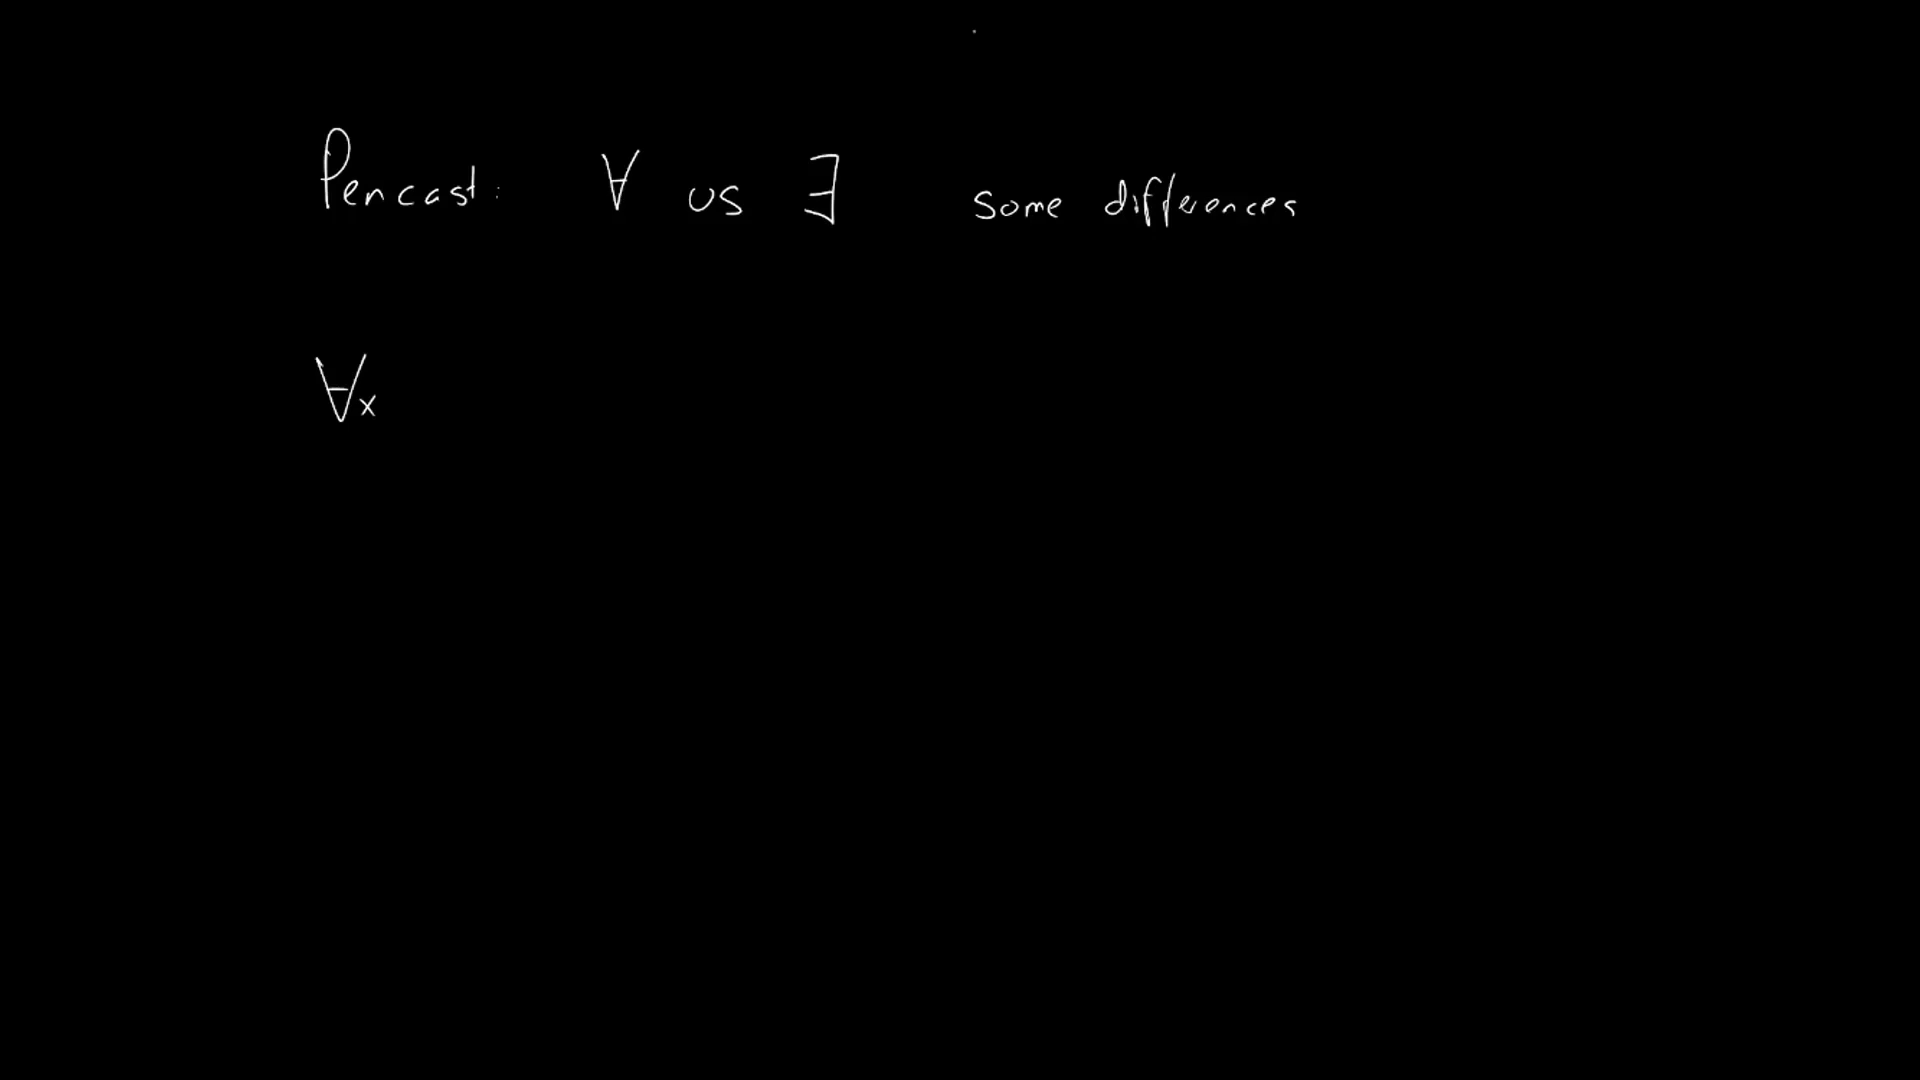 Pencast: ∀ vs ∃ some differences
∀x